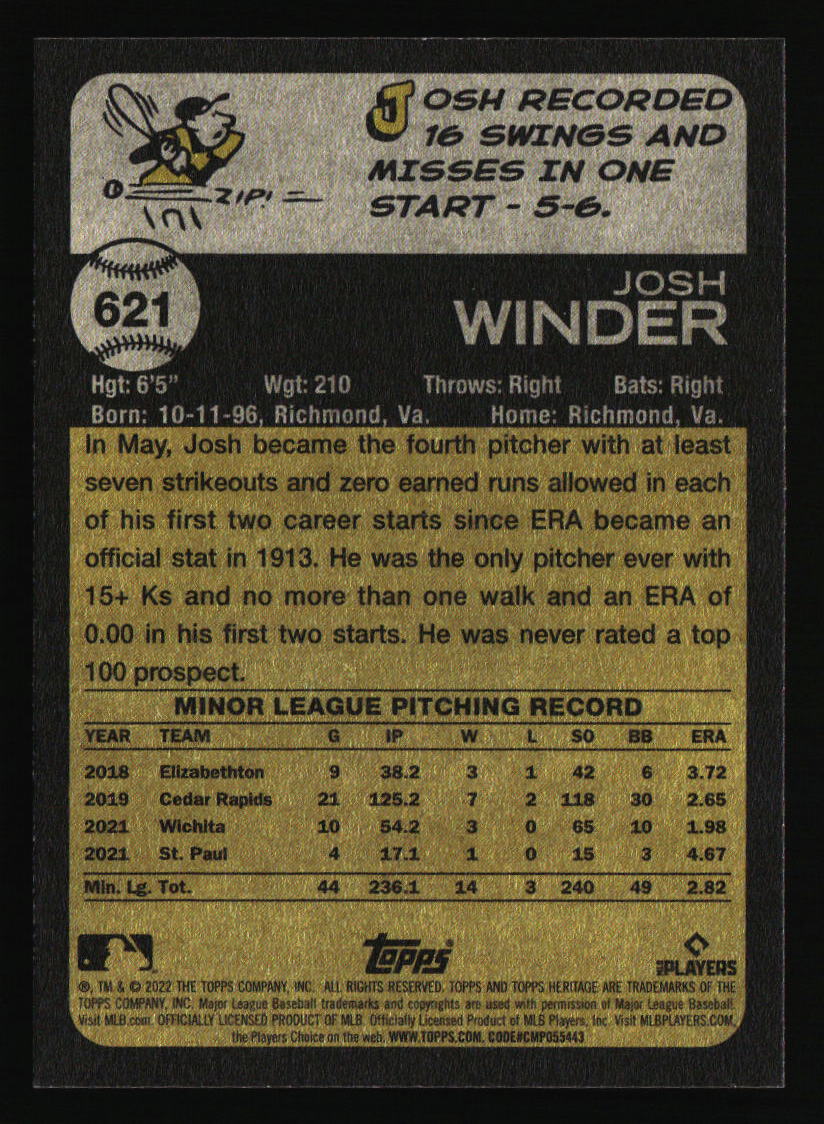 JOSH RECORDED
16 SWINGS AND
MISSES IN ONE
START - 5-6.
ZIP!
621
JOSH
WINDER
Hgt: 6'5" Wgt: 210 Throws: Right Bats: Right
Born: 10-11-96, Richmond, Va. Home: Richmond, Va.
In May, Josh became the fourth pitcher with at least
seven strikeouts and zero earned runs allowed in each
of his first two career starts since ERA became an
official stat in 1913. He was the only pitcher ever with
15+ Ks and no more than one walk and an ERA of
0.00 in his first two starts. He was never rated a top
100 prospect.
MINOR LEAGUE PITCHING RECORD
YEAR TEAM G IP W L SO BB ERA
2018 Elizabethton 9 38.2 3 1 42 6 3.72
2019 Cedar Rapids 21 125.2 7 2 118 30 2.65
2021 Wichita 10 54.2 3 0 65 10 1.98
2021 St. Paul 4 17.1 1 0 15 3 4.67
Min. Lg. Tot. 44 236.1 14 3 240 49 2.82
topps
MLB PLAYERS
®, TM & © 2022 THE TOPPS COMPANY, INC. ALL RIGHTS RESERVED. TOPPS AND TOPPS HERITAGE ARE TRADEMARKS OF THE
TOPPS COMPANY, INC. Major League Baseball trademarks and copyrights are used with permission of Major League Baseball.
Visit MLB.com. OFFICIALLY LICENSED PRODUCT OF MLB. Officially Licensed Product of MLB Players, Inc. Visit MLBPLAYERS.COM,
the Players Choice on the web. WWW.TOPPS.COM. CODE#CMP055443